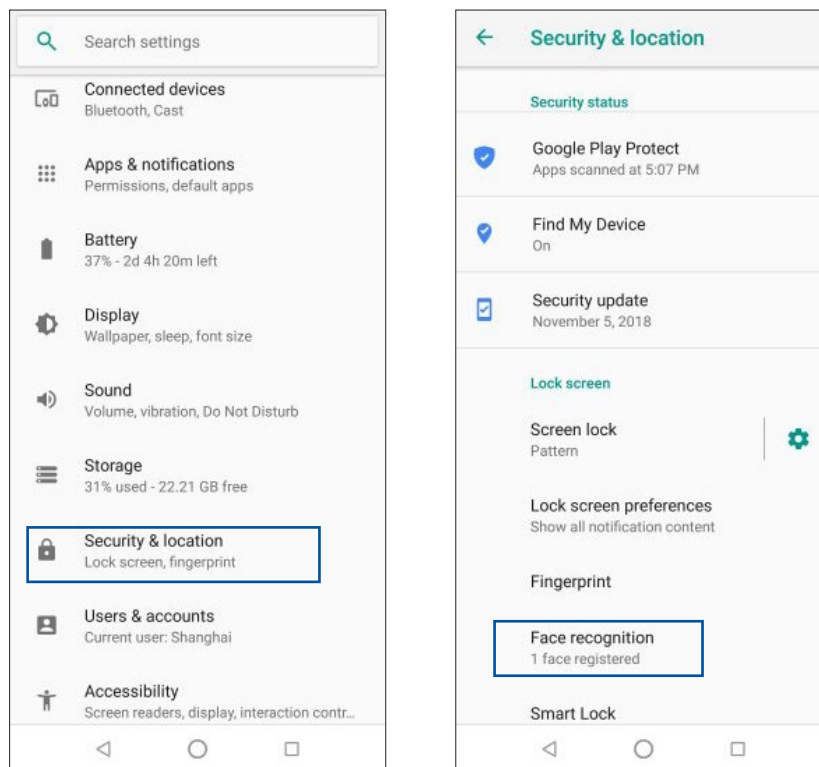 Search settings
Connected devices
Bluetooth, Cast
Apps & notifications
Permissions, default apps
Battery
37% - 2d 4h 20m left
Display
Wallpaper, sleep, font size
Sound
Volume, vibration, Do Not Disturb
Storage
31% used - 22.21 GB free
Security & location
Lock screen, fingerprint
Users & accounts
Current user: Shanghai
Accessibility
Screen readers, display, interaction contr...
Security & location
Security status
Google Play Protect
Apps scanned at 5:07 PM
Find My Device
On
Security update
November 5, 2018
Lock screen
Screen lock
Pattern
Lock screen preferences
Show all notification content
Fingerprint
Face recognition
1 face registered
Smart Lock